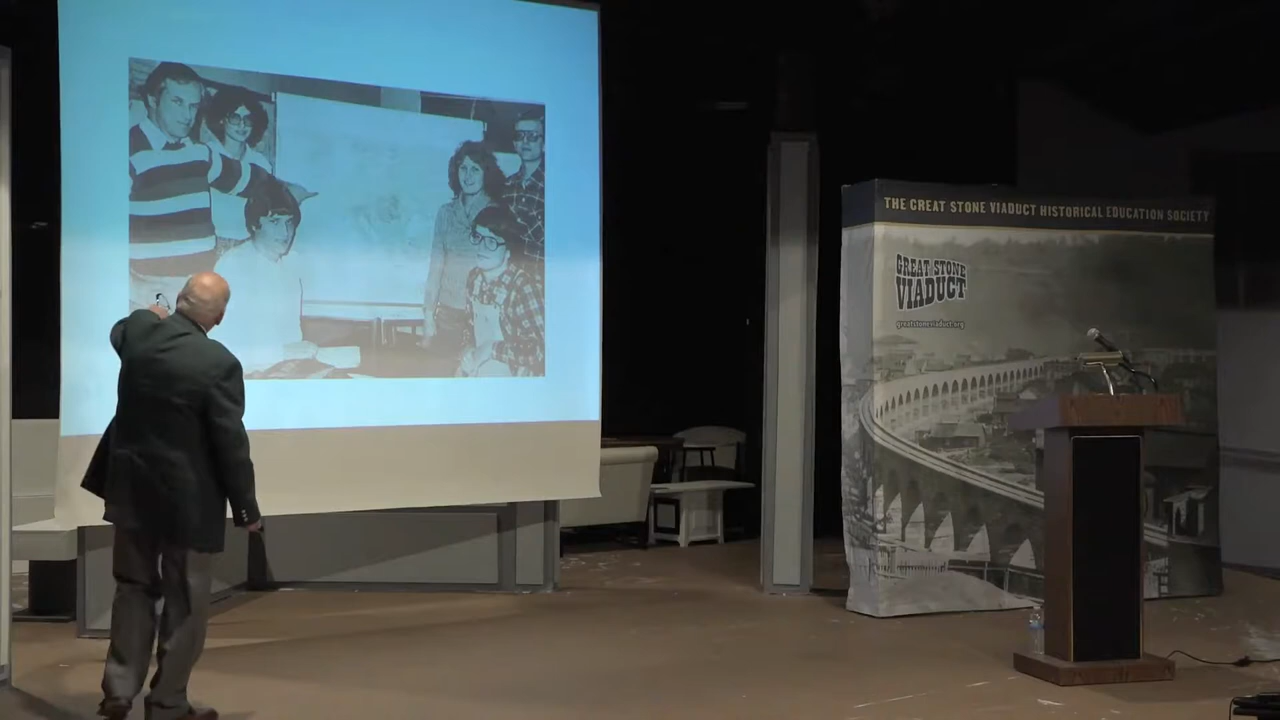 THE GREAT STONE VIADUCT HISTORICAL EDUCATION SOCIETY
GREAT STONE
VIADUCT
greatstoneviaduct.org